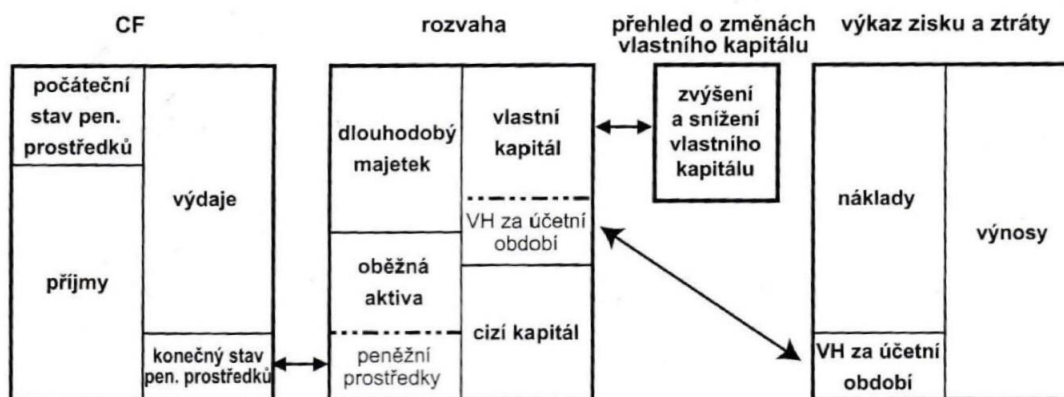 CF
počáteční
stav pen.
prostředků
příjmy
výdaje
konečný stav
pen. prostředků
rozvaha
dlouhodobý
majetek
oběžná
aktiva
peněžní
prostředky
vlastní
kapitál
VH za účetní
období
cizí kapitál
přehled o změnách
vlastního kapitálu
zvýšení
a snížení
vlastního
kapitálu
výkaz zisku a ztráty
náklady
VH za účetní
období
výnosy